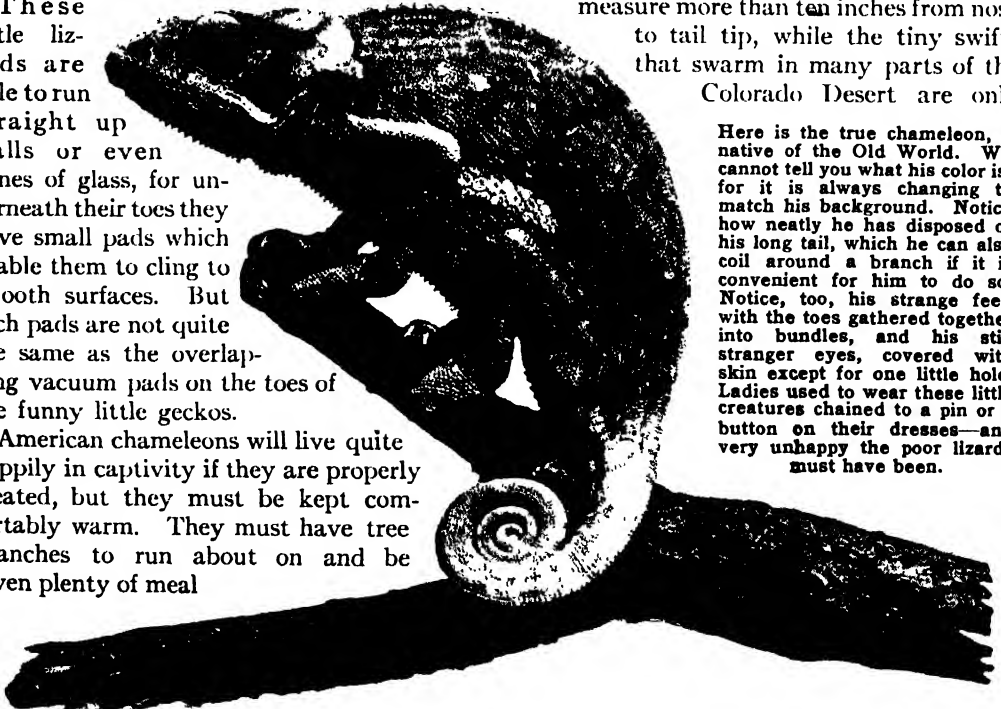 These
tle liz-
ds are
le to run
raight up
alls or even
nes of glass, for un-
rneath their toes they
ve small pads which
able them to cling to
ooth surfaces. But
ch pads are not quite
e same as the overlap-
ng vacuum pads on the toes of
e funny little geckos.
American chameleons will live quite
ppily in captivity if they are properly
eated, but they must be kept com-
rtably warm. They must have tree
anches to run about on and be
ven plenty of meal
measure more than ten inches from nos
to tail tip, while the tiny swif
that swarm in many parts of th
Colorado Desert are onl
Here is the true chameleon,
native of the Old World. W
cannot tell you what his color is
for it is always changing t
match his background. Notic
how neatly he has disposed o
his long tail, which he can als
coil around a branch if it i
convenient for him to do so
Notice, too, his strange fee
with the toes gathered togethe
into bundles, and his sti
stranger eyes, covered wit
skin except for one little hole
Ladies used to wear these littl
creatures chained to a pin or
button on their dresses—an
very unhappy the poor lizard
must have been.